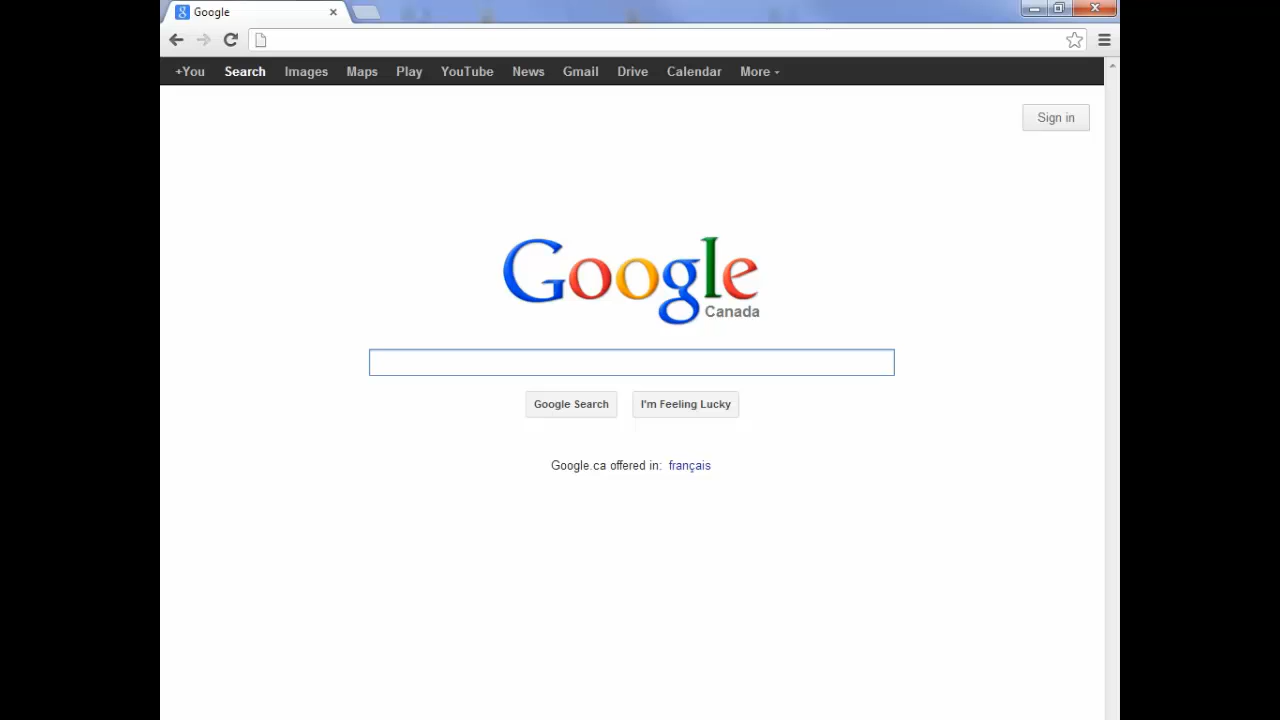 Google
+You Search Images Maps Play YouTube News Gmail Drive Calendar More
Sign in
Google
Canada
Google Search I'm Feeling Lucky
Google.ca offered in: français